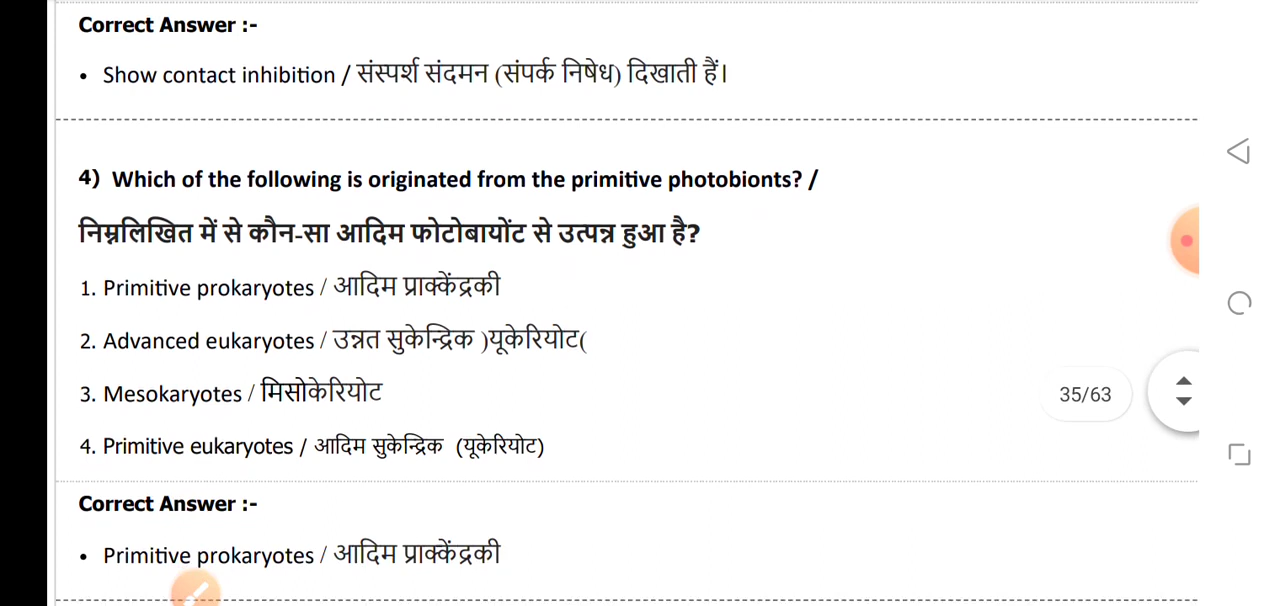 Correct Answer :-
• Show contact inhibition / संस्पर्श संदमन (संपर्क निषेध) दिखाती हैं।
4) Which of the following is originated from the primitive photobionts? /
निम्नलिखित में से कौन-सा आदिम फोटोबायोंट से उत्पन्न हुआ है?
1. Primitive prokaryotes / आदिम प्राक्केंद्रकी
2. Advanced eukaryotes / उन्नत सुकेन्द्रिक )यूकेरियोट(
3. Mesokaryotes / मिसोकेरियोट
35/63
4. Primitive eukaryotes / आदिम सुकेन्द्रिक (यूकेरियोट)
Correct Answer :-
• Primitive prokaryotes / आदिम प्राक्केंद्रकी